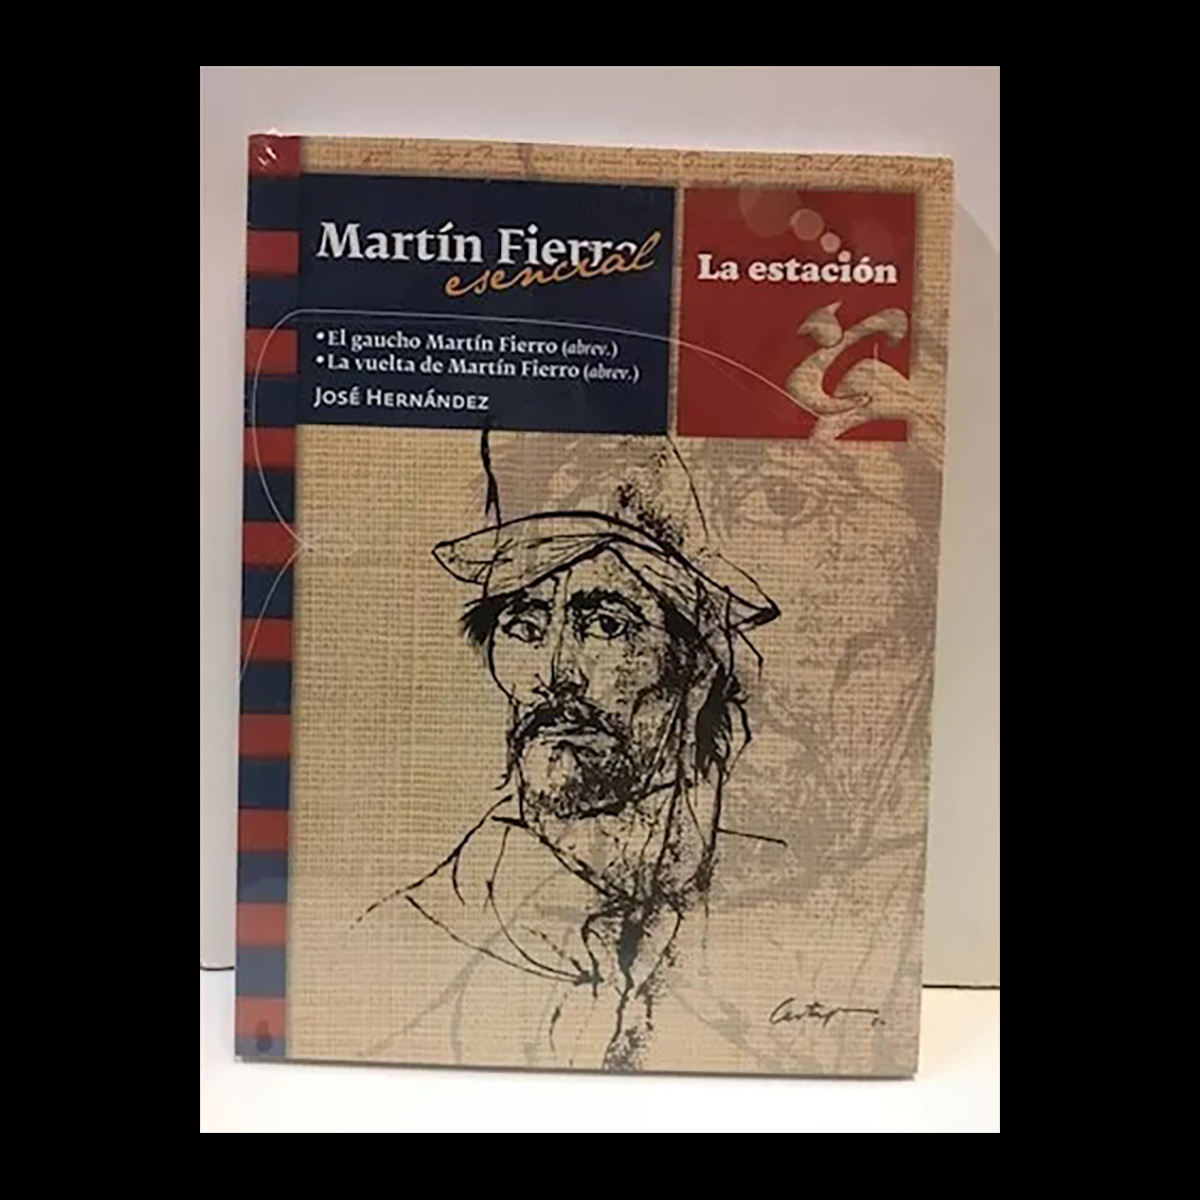 Martín Fierro
esencial
La estación
• El gaucho Martín Fierro (abrev.)
• La vuelta de Martín Fierro (abrev.)
José Hernández